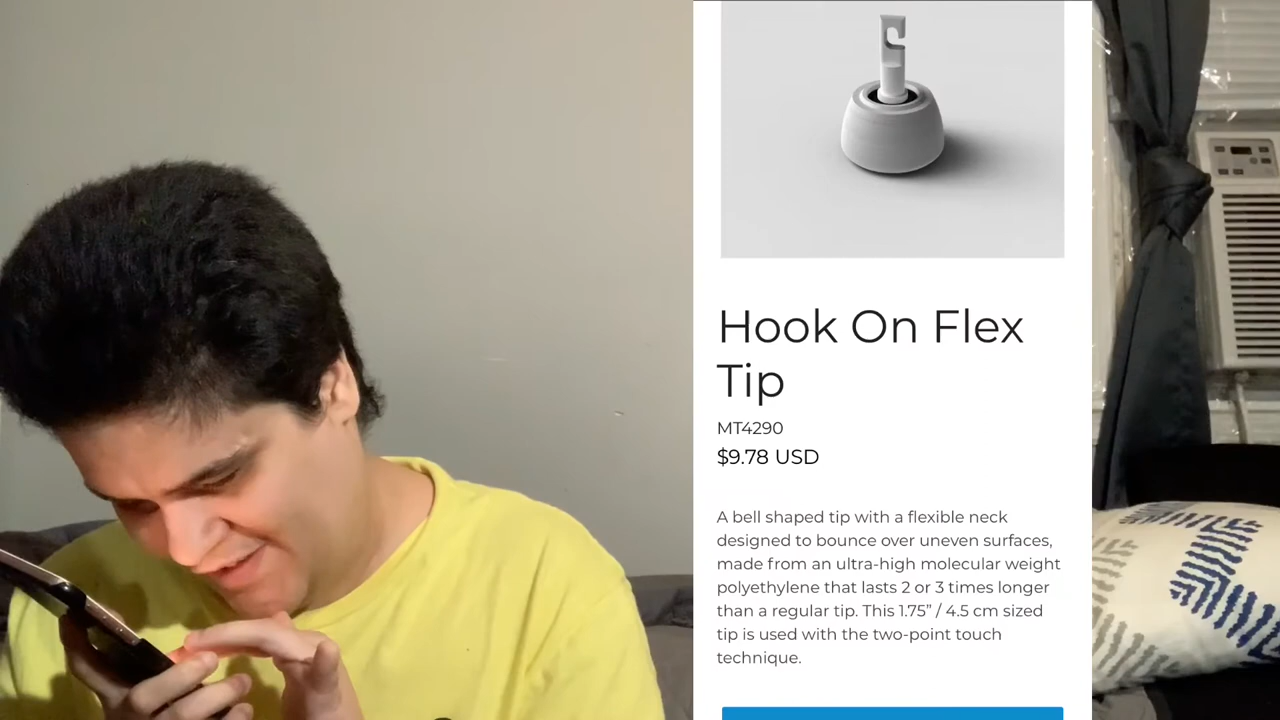 Hook On Flex
Tip
MT4290
$9.78 USD
A bell shaped tip with a flexible neck
designed to bounce over uneven surfaces,
made from an ultra-high molecular weight
polyethylene that lasts 2 or 3 times longer
than a regular tip. This 1.75” / 4.5 cm sized
tip is used with the two-point touch
technique.